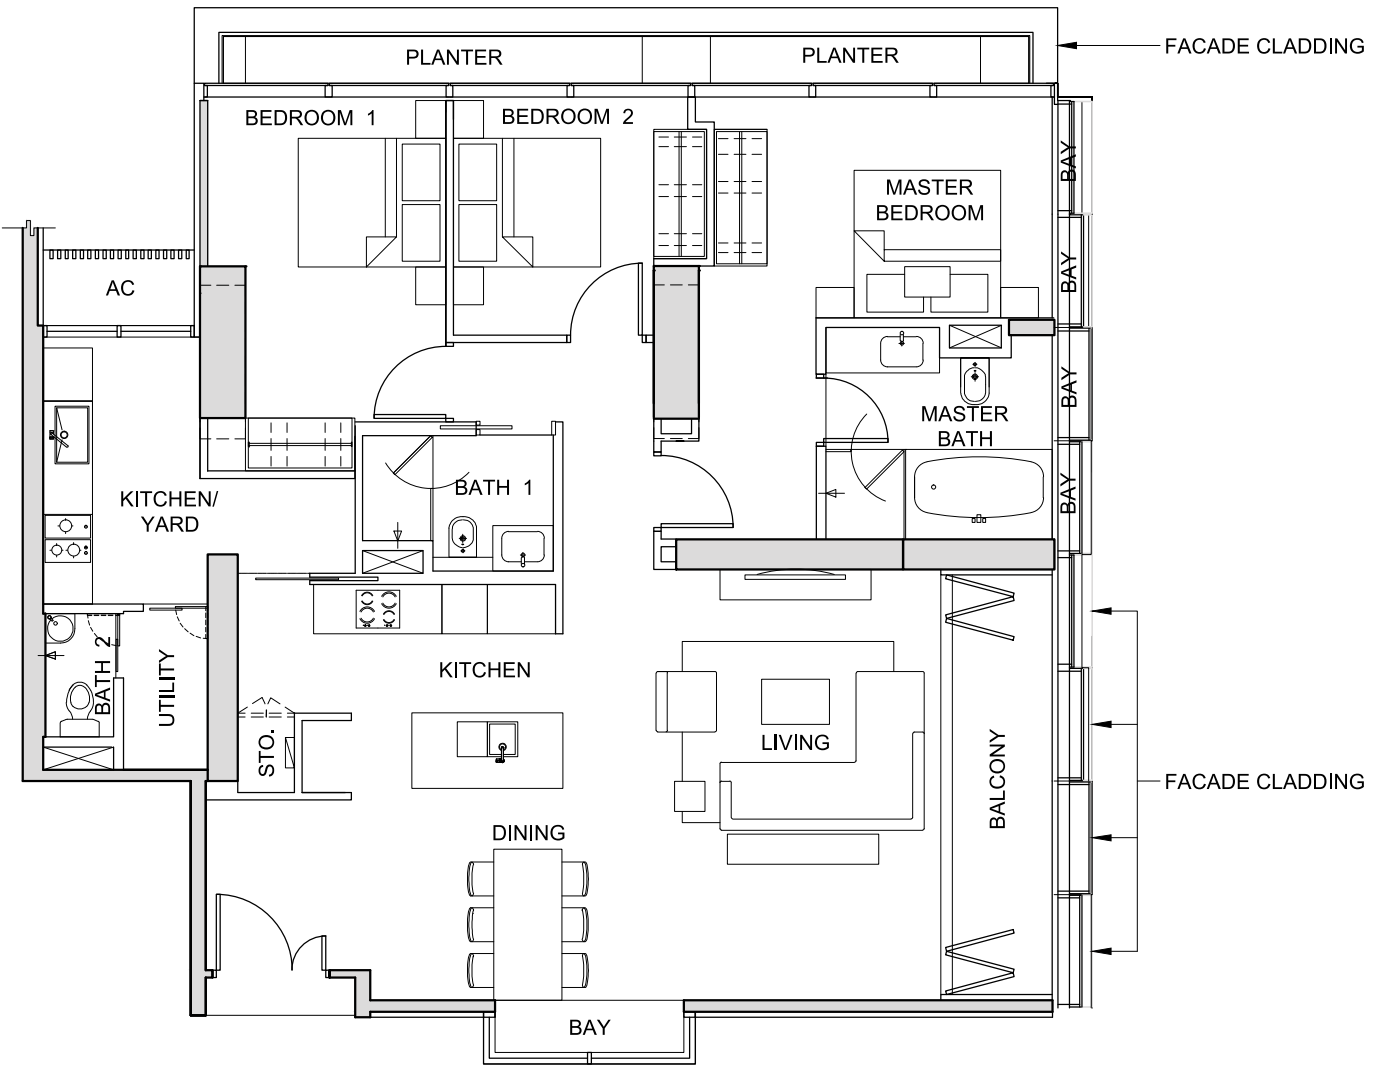 FACADE CLADDING
PLANTER
PLANTER
BEDROOM 1
BEDROOM 2
BAY
MASTER
BEDROOM
BAY
AC
BAY
MASTER
BATH
BAY
BATH 1
KITCHEN/
YARD
KITCHEN
BATH 2
UTILITY
STO.
LIVING
BALCONY
FACADE CLADDING
DINING
BAY